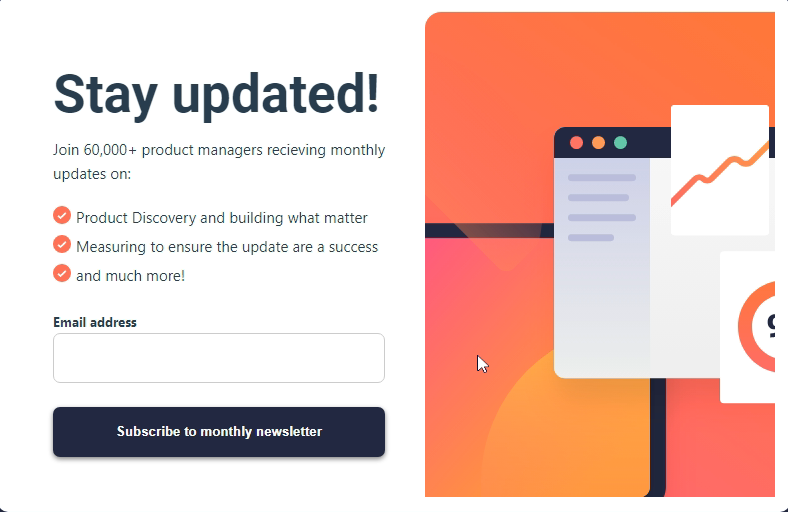 Stay updated!
Join 60,000+ product managers recieving monthly
updates on:
Product Discovery and building what matter
Measuring to ensure the update are a success
and much more!
Email address
Subscribe to monthly newsletter